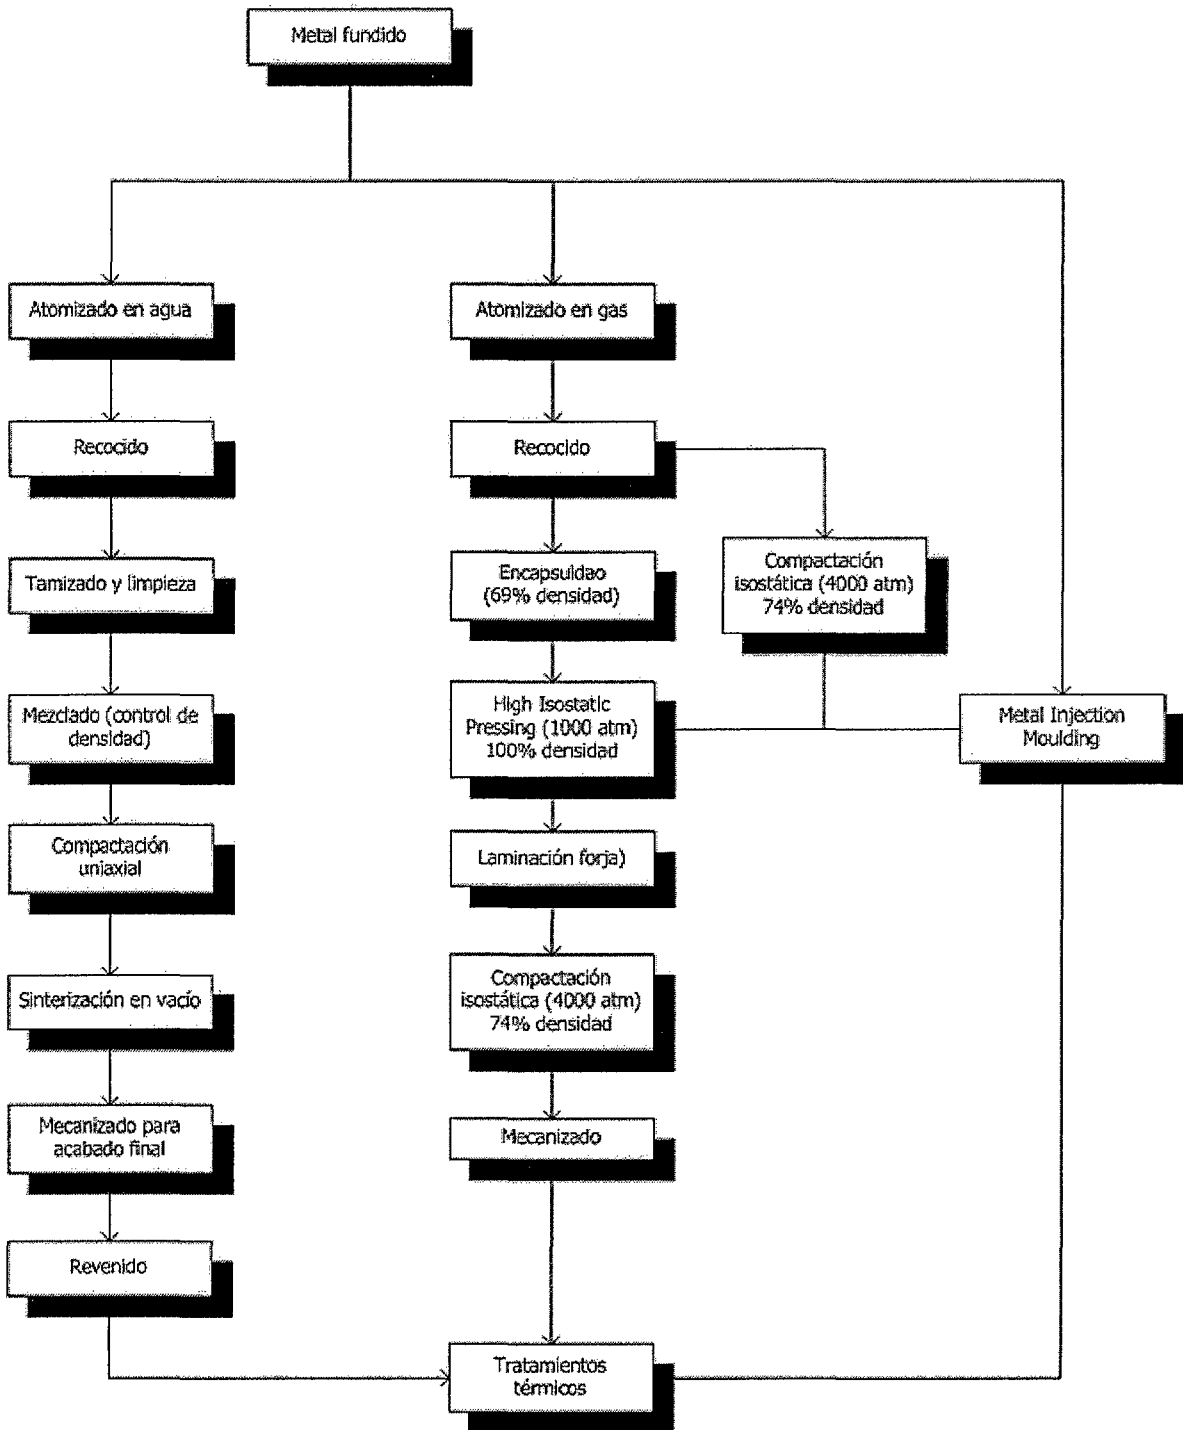 Metal fundido
Atomizado en agua
Recocido
Tamizado y limpieza
Mezclado (control de
densidad)
Compactación
uniaxial
Sinterización en vacío
Mecanizado para
acabado final
Revenido
Atomizado en gas
Recocido
Encapsuldao
(69% densidad)
High Isostatic
Pressing (1000 atm)
100% densidad
Laminación forja)
Compactación
isostática (4000 atm)
74% densidad
Mecanizado
Tratamientos
térmicos
Compactación
isostática (4000 atm)
74% densidad
Metal Injection
Moulding